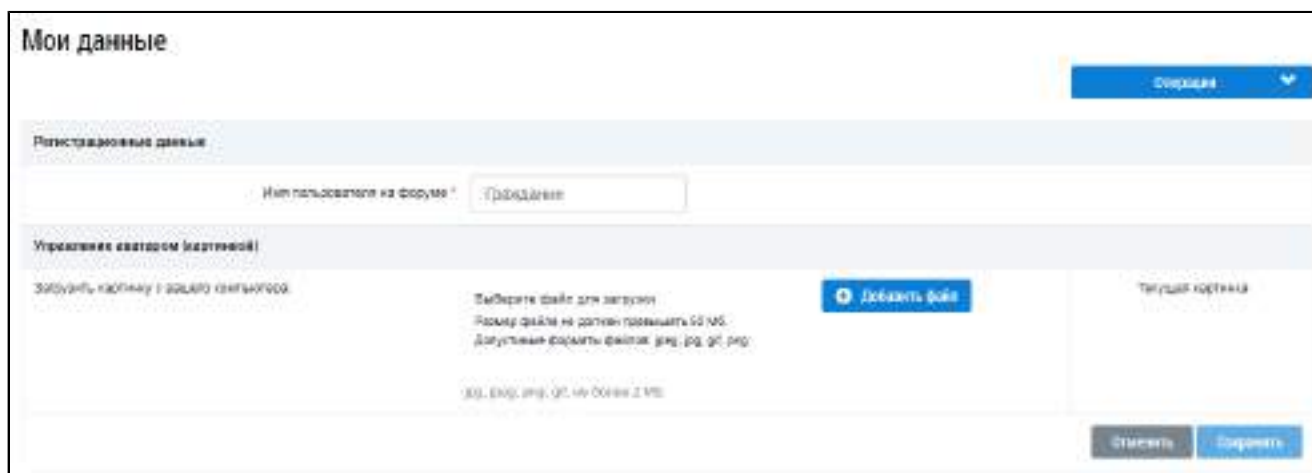 Мои данные
Операции
Регистрационные данные
Имя пользователя на форуме *
Гражданин
Управление аватаром (картинкой)
Загрузить картинку с вашего компьютера
Выберите файл для загрузки
Добавить файл
Текущая картинка
Размер файла не должен превышать 50 Мб.
Допустимые форматы файлов: jpeg, jpg, gif, png
jpg, jpeg, png, gif, не более 2 Мб
Отменить
Сохранить